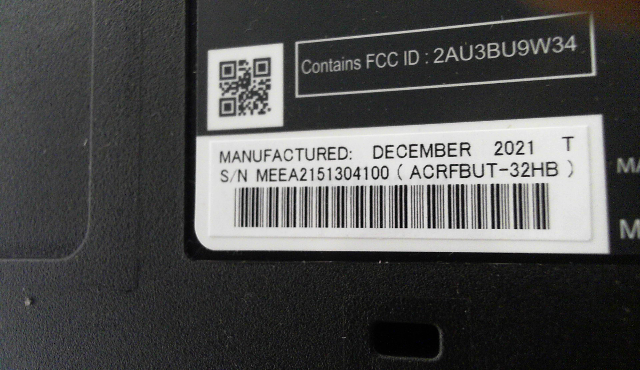 Contains FCC ID : 2AU3BU9W34
MANUFACTURED: DECEMBER 2021 T
S/N MEEA2151304100 ( ACRFBUT-32HB )